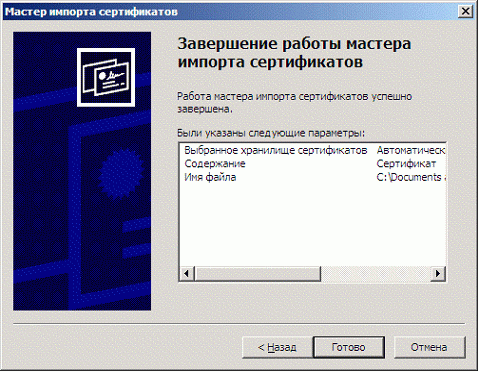 Мастер импорта сертификатов
Завершение работы мастера
импорта сертификатов
Работа мастера импорта сертификатов успешно
завершена.
Были указаны следующие параметры:
Выбранное хранилище сертификатов Автоматическ
Содержание Сертификат
Имя файла C:\Documents a
< Назад Готово Отмена